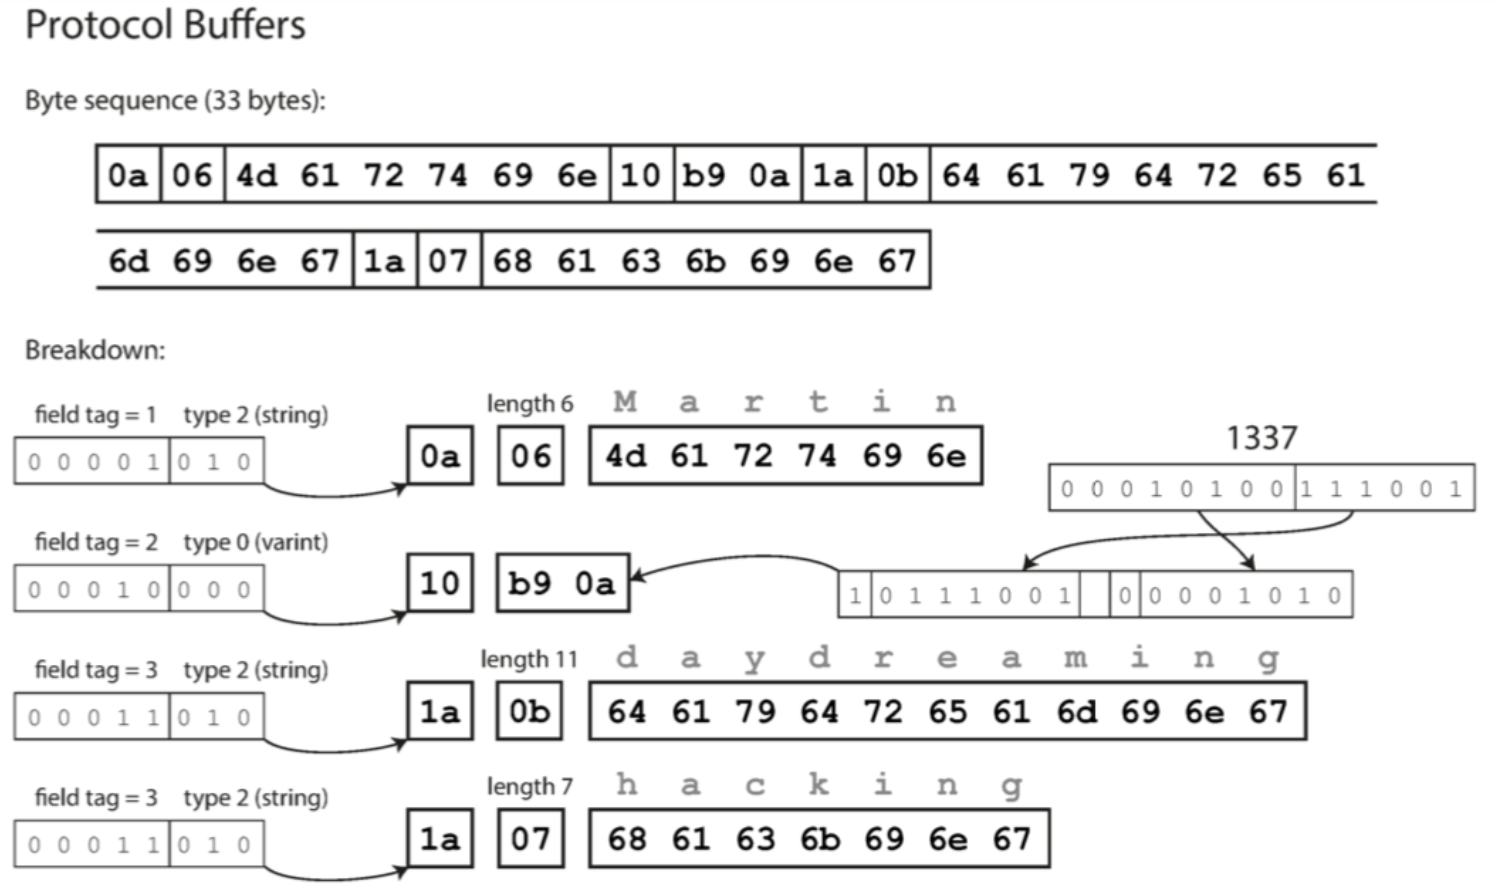 Protocol Buffers
Byte sequence (33 bytes):
0a 06 4d 61 72 74 69 6e 10 b9 0a 1a 0b 64 61 79 64 72 65 61
6d 69 6e 67 1a 07 68 61 63 6b 69 6e 67
Breakdown:
field tag = 1 type 2 (string) length 6 M a r t i n
0 0 0 0 1 0 1 0 0a 06 4d 61 72 74 69 6e
1337
0 0 0 1 0 1 0 0 1 1 1 0 0 1
field tag = 2 type 0 (varint)
0 0 0 1 0 0 0 0 10 b9 0a 1 0 1 1 1 0 0 1 0 0 0 0 1 0 1 0
field tag = 3 type 2 (string) length 11 d a y d r e a m i n g
0 0 0 1 1 0 1 0 1a 0b 64 61 79 64 72 65 61 6d 69 6e 67
field tag = 3 type 2 (string) length 7 h a c k i n g
0 0 0 1 1 0 1 0 1a 07 68 61 63 6b 69 6e 67